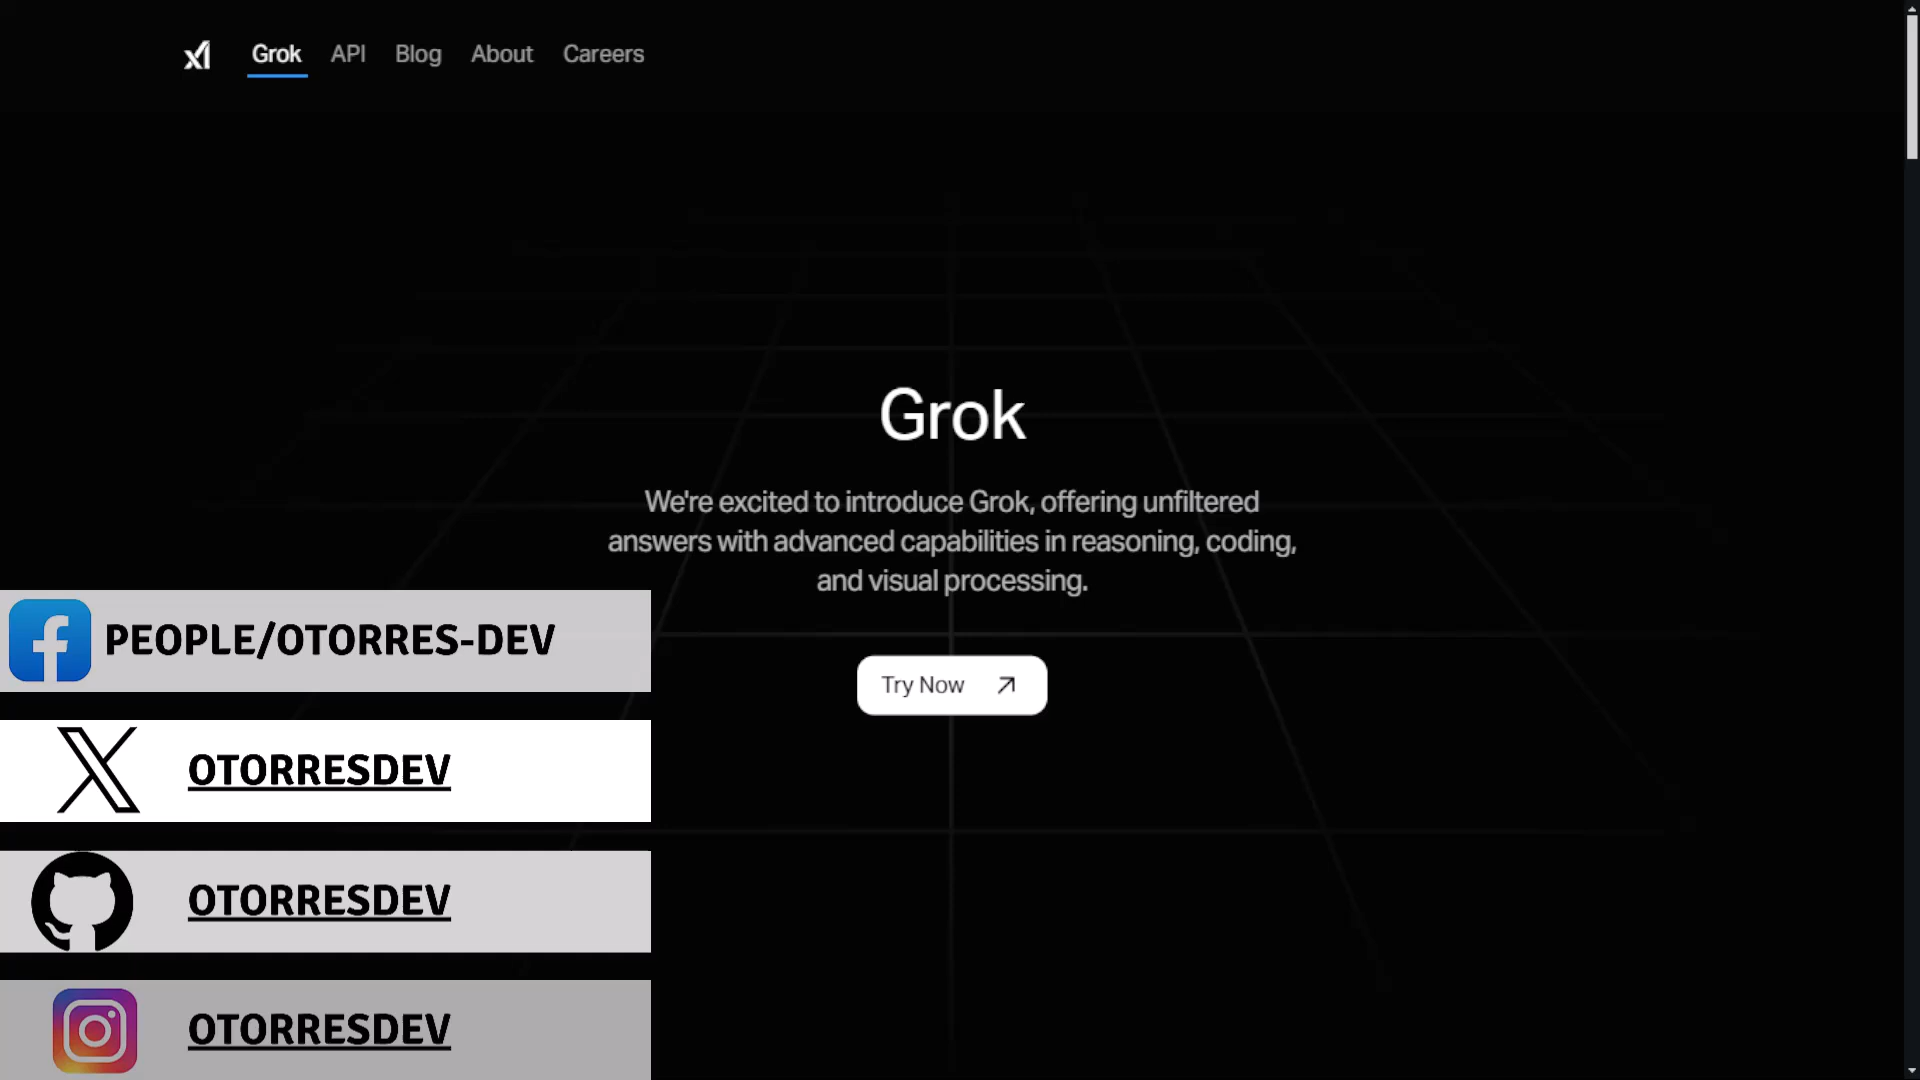 Grok API Blog About Careers
Grok
We're excited to introduce Grok, offering unfiltered
answers with advanced capabilities in reasoning, coding,
and visual processing.
Try Now
PEOPLE/OTORRES-DEV
OTORRESDEV
OTORRESDEV
OTORRESDEV